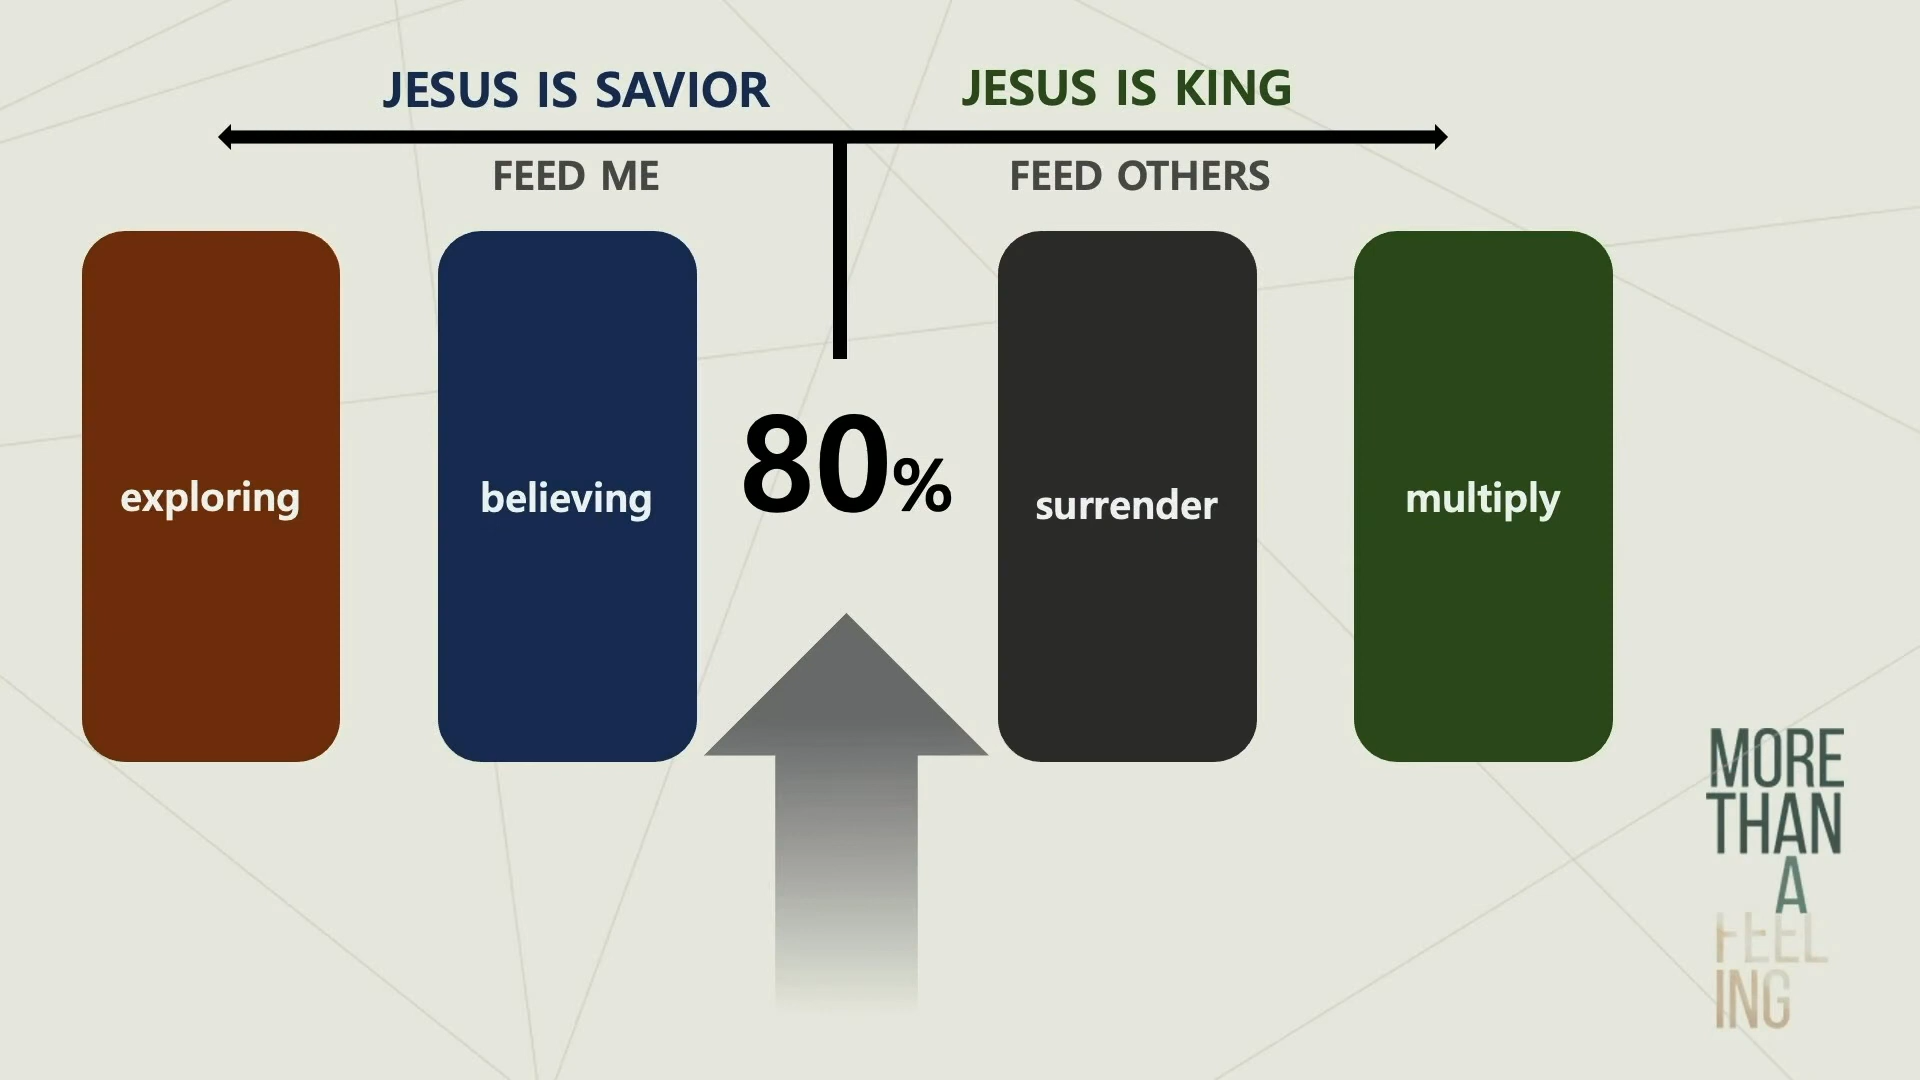 JESUS IS SAVIOR
JESUS IS KING
FEED ME
FEED OTHERS
exploring
believing
80%
surrender
multiply
MORE
THAN
A
FEEL
ING